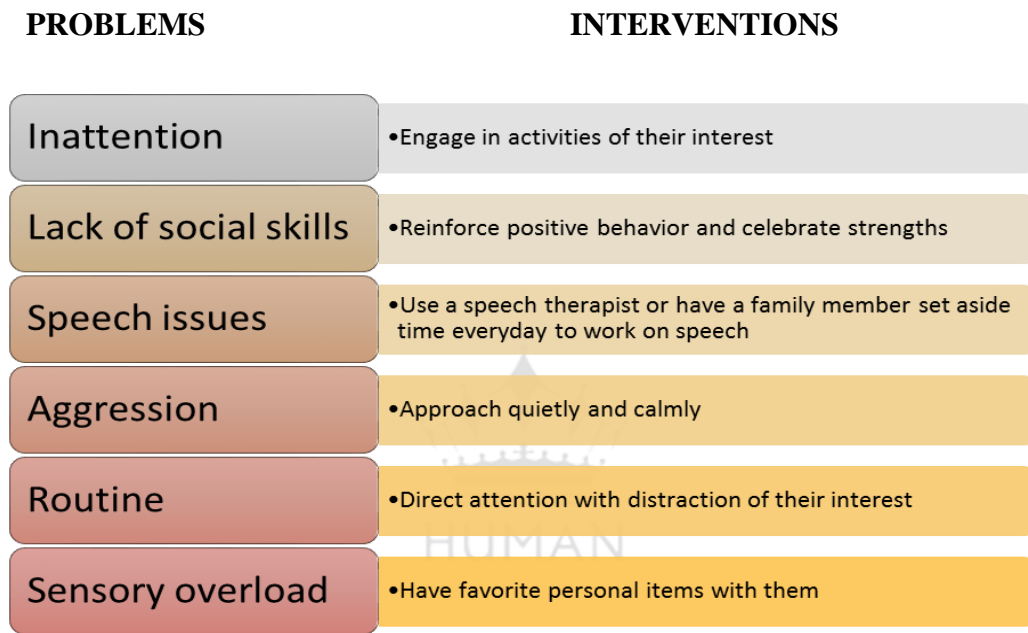 PROBLEMS INTERVENTIONS
Inattention
•Engage in activities of their interest
Lack of social skills
•Reinforce positive behavior and celebrate strengths
Speech issues
•Use a speech therapist or have a family member set aside
time everyday to work on speech
Aggression
•Approach quietly and calmly
Routine
•Direct attention with distraction of their interest
Sensory overload
•Have favorite personal items with them
HUMAN